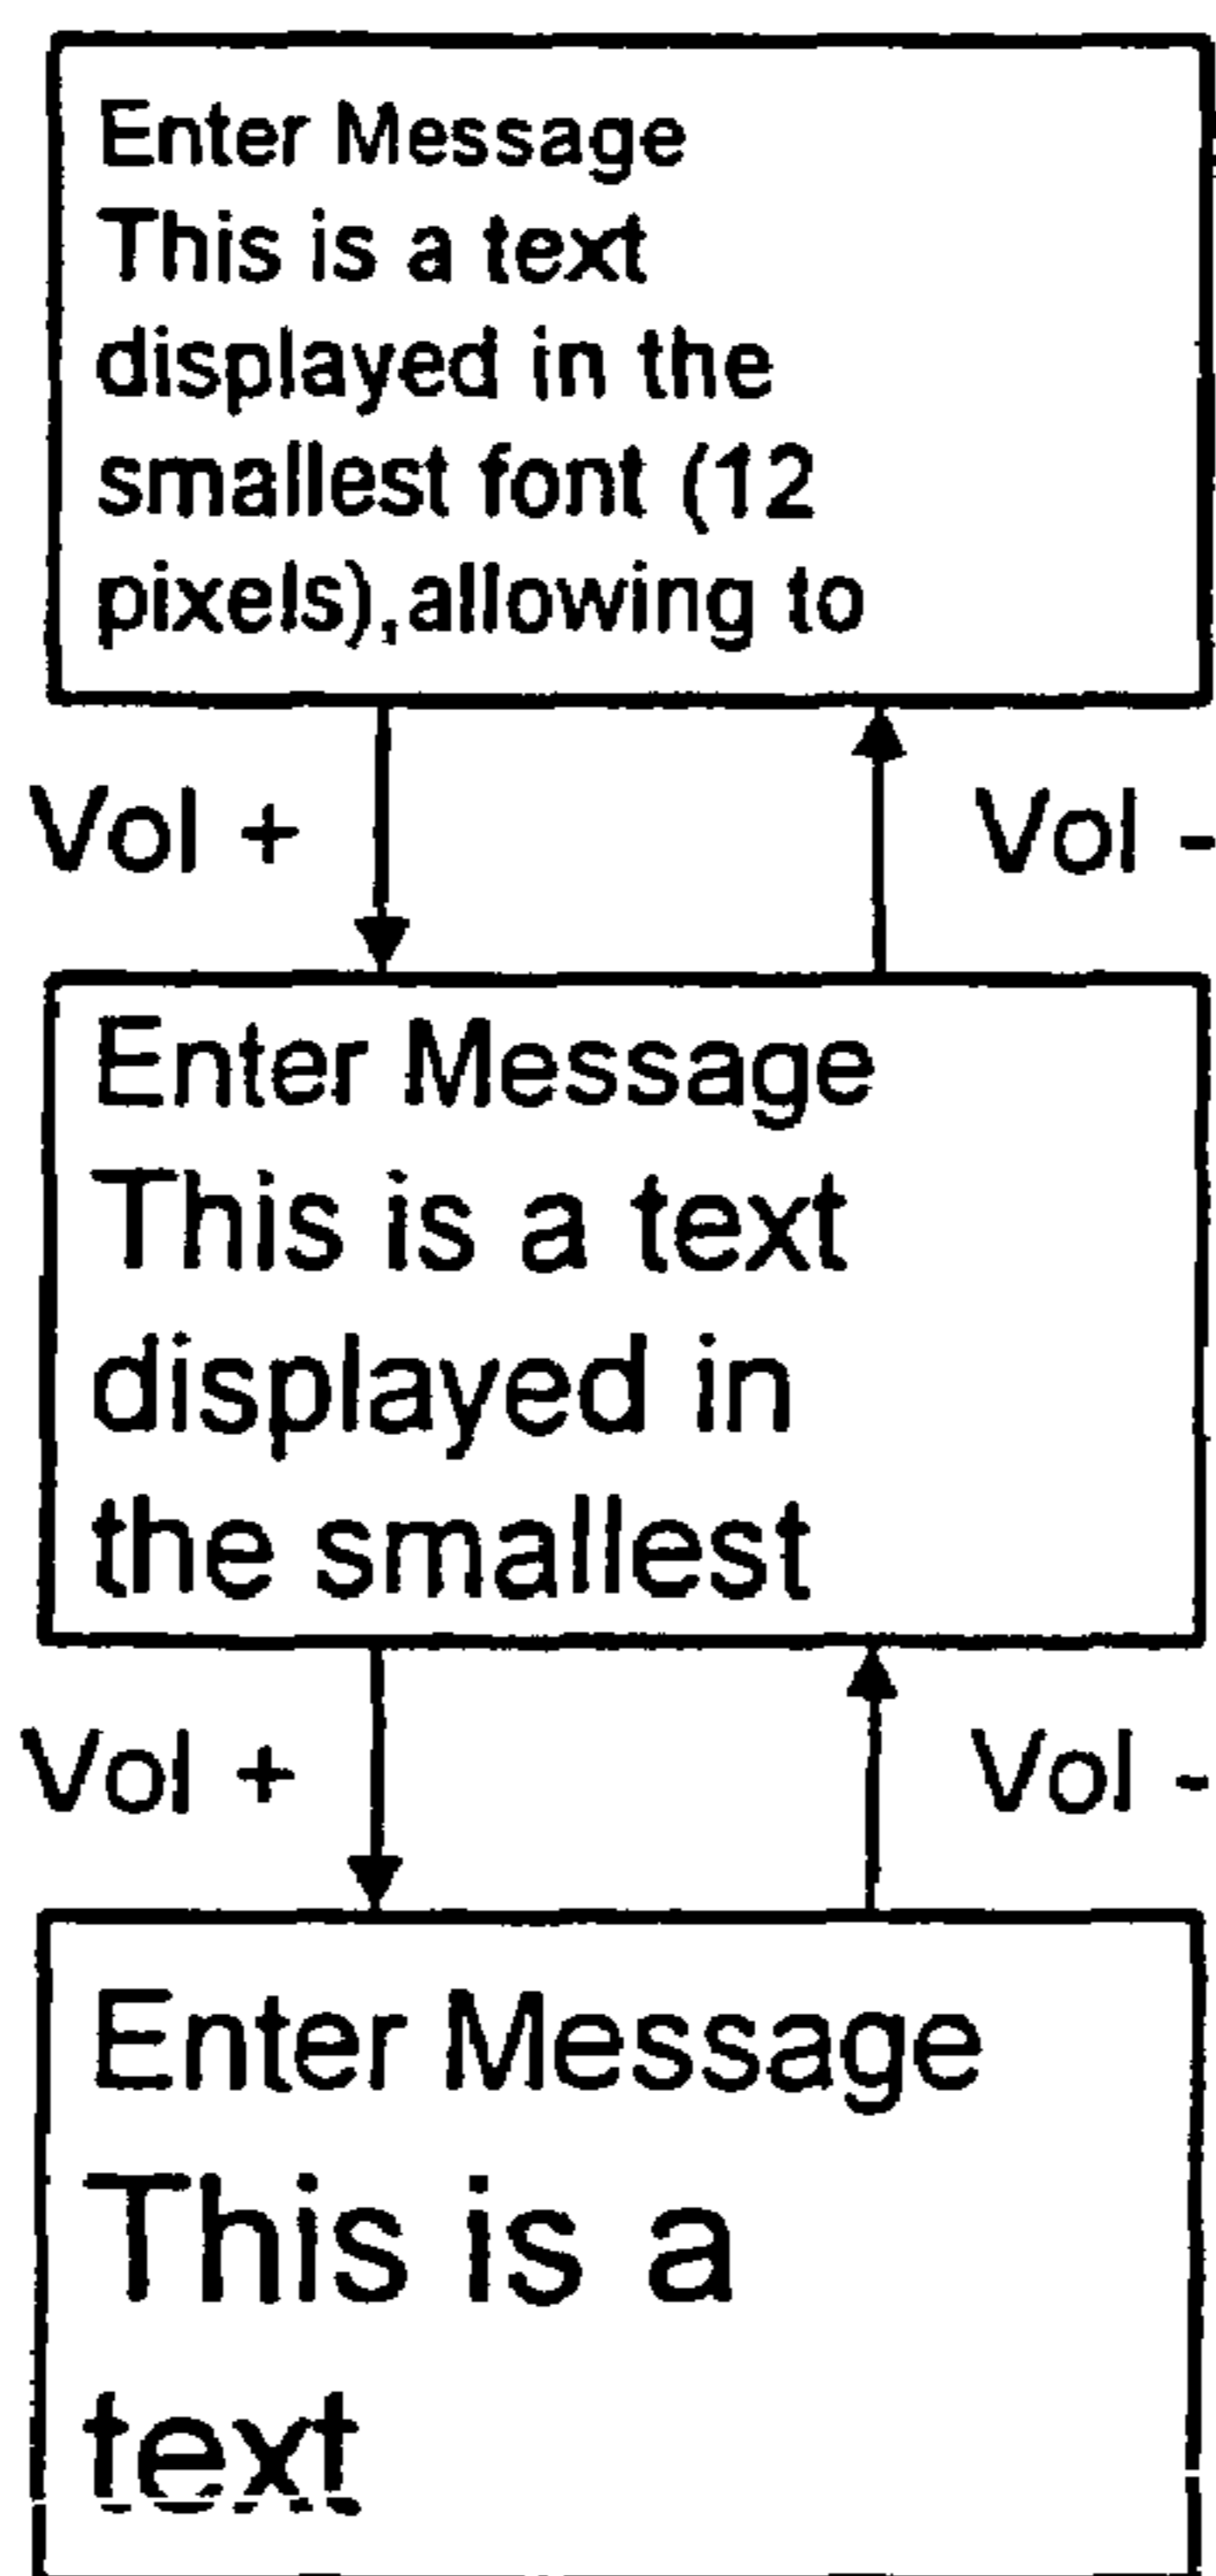 Enter Message
This is a text
displayed in the
smallest font (12
pixels),allowing to
Vol +
Vol -
Enter Message
This is a text
displayed in
the smallest
Vol +
Vol -
Enter Message
This is a
text